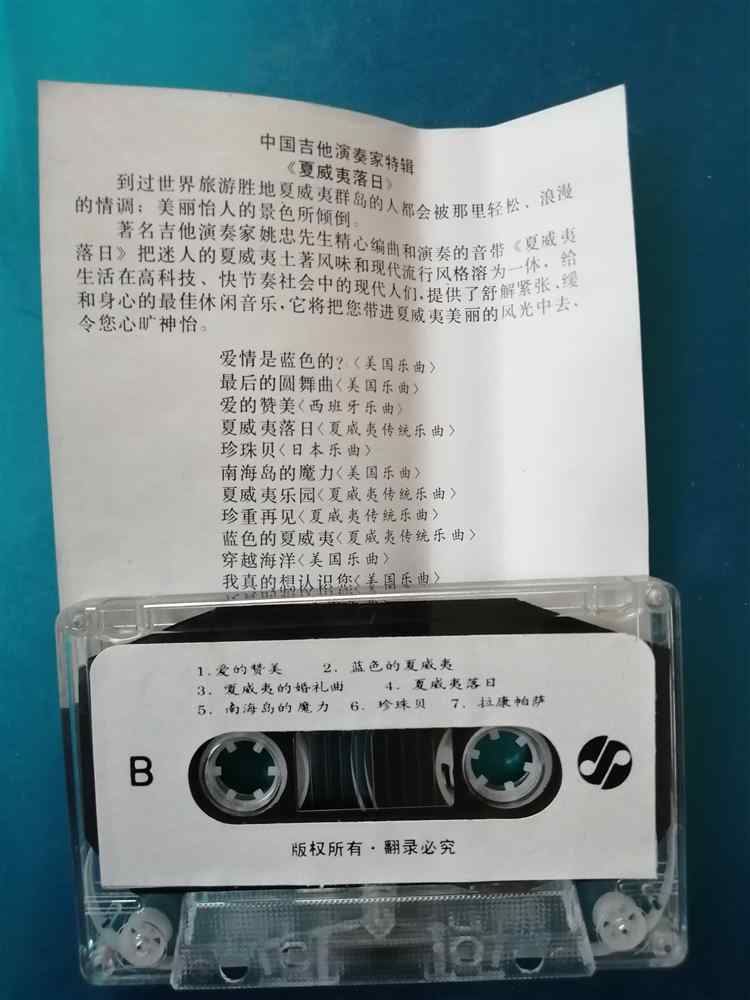 中国吉他演奏家特辑
《夏威夷落日》
到过世界旅游胜地夏威夷群岛的人都会被那里轻松、浪漫
的情调；美丽怡人的景色所倾倒。
著名吉他演奏家姚忠先生精心编曲和演奏的音带《夏威夷
落日》把迷人的夏威夷土著风味和现代流行风格溶为一体，给
生活在高科技、快节奏社会中的现代人们，提供了舒解紧张、缓
和身心的最佳休闲音乐，它将把您带进夏威夷美丽的风光中去，
令您心旷神怡。
爱情是蓝色的？〈美国乐曲〉
最后的圆舞曲〈美国乐曲〉
爱的赞美〈西班牙乐曲〉
夏威夷落日〈夏威夷传统乐曲〉
珍珠贝〈日本乐曲〉
南海岛的魔力〈美国乐曲〉
夏威夷乐园〈夏威夷传统乐曲〉
珍重再见〈夏威夷传统乐曲〉
蓝色的夏威夷〈夏威夷传统乐曲〉
穿越海洋〈美国乐曲〉
我真的想认识您〈美国乐曲〉
1.爱的赞美 2. 蓝色的夏威夷
3. 夏威夷的婚礼曲 4. 夏威夷落日
5. 南海岛的魔力 6. 珍珠贝 7. 拉康帕萨
B
版权所有·翻录必究